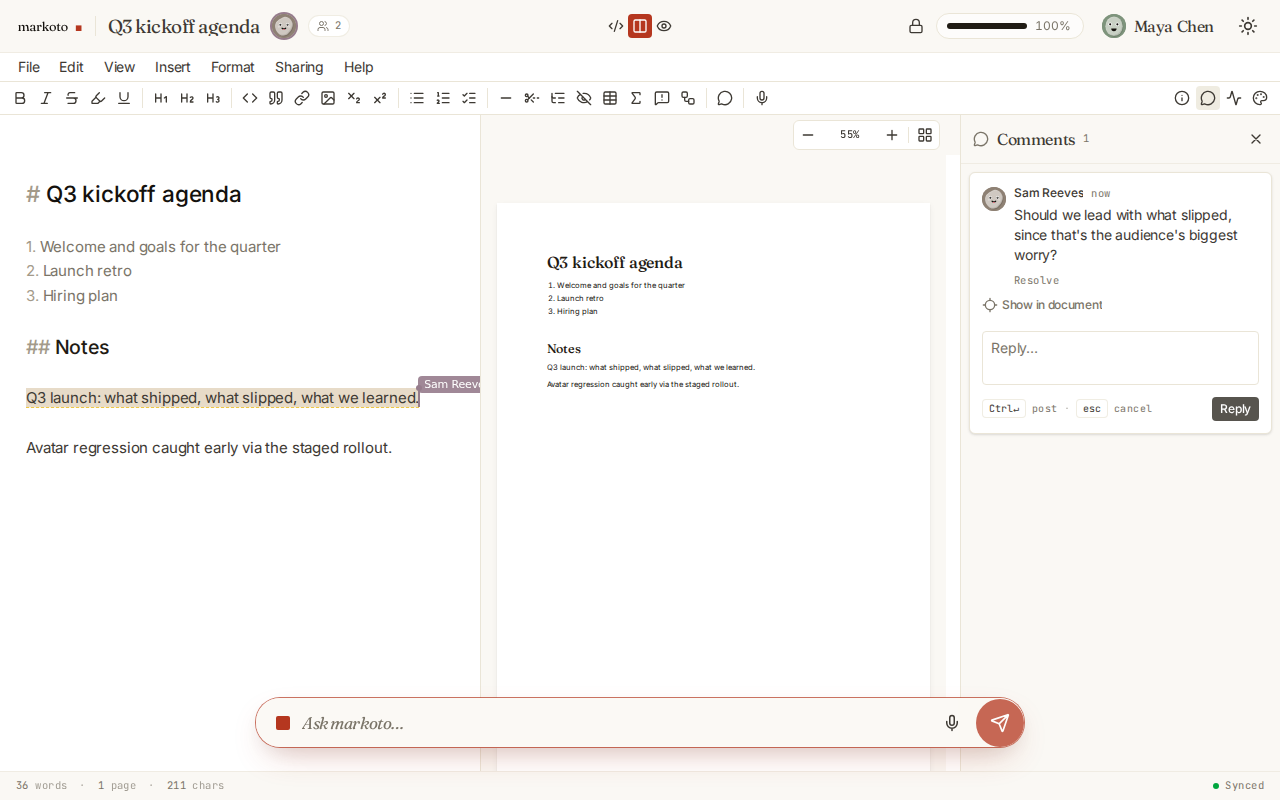 markoto
Q3 kickoff agenda
2
100%
Maya Chen
File Edit View Insert Format Sharing Help
H1 H2 H3
55%
Comments 1
# Q3 kickoff agenda
1. Welcome and goals for the quarter
2. Launch retro
3. Hiring plan
## Notes
Sam Reeve
Q3 launch: what shipped, what slipped, what we learned.
Avatar regression caught early via the staged rollout.
Q3 kickoff agenda
1. Welcome and goals for the quarter
2. Launch retro
3. Hiring plan
Notes
Q3 launch: what shipped, what slipped, what we learned.
Avatar regression caught early via the staged rollout.
Sam Reeves now
Should we lead with what slipped,
since that's the audience's biggest
worry?
Resolve
Show in document
Reply...
Ctrl↵ post · esc cancel
Reply
Ask markoto...
36 words · 1 page · 211 chars
Synced